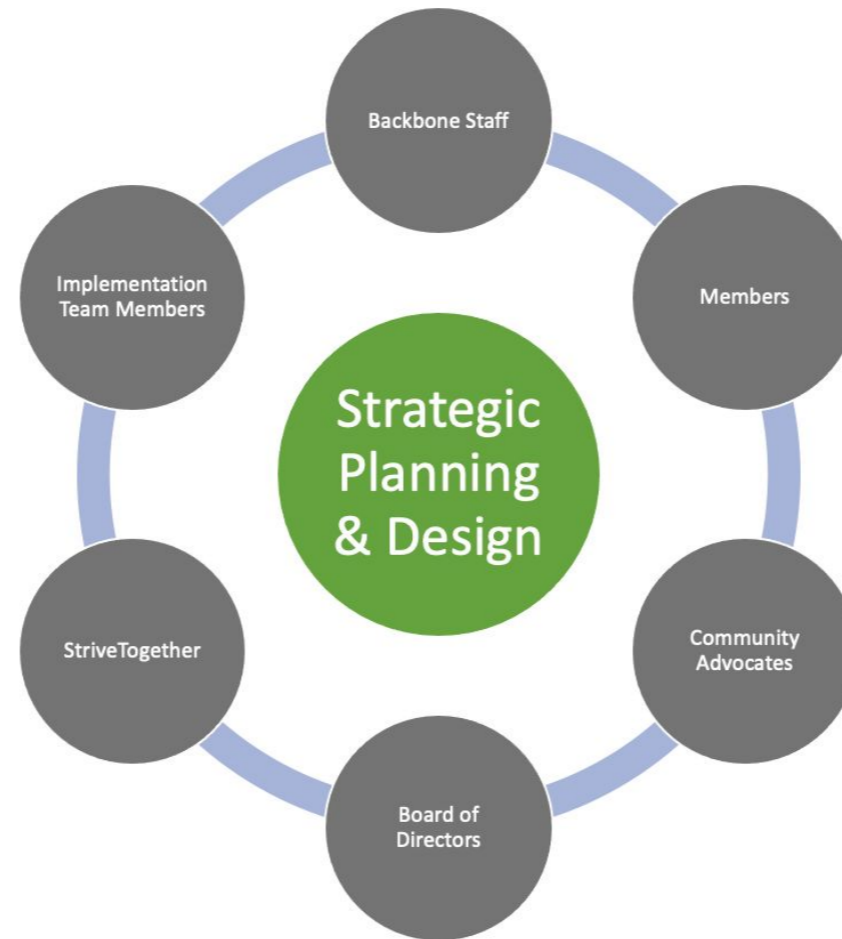 Backbone Staff
Implementation
Team Members
Members
Strategic
Planning
& Design
StriveTogether
Community
Advocates
Board of
Directors